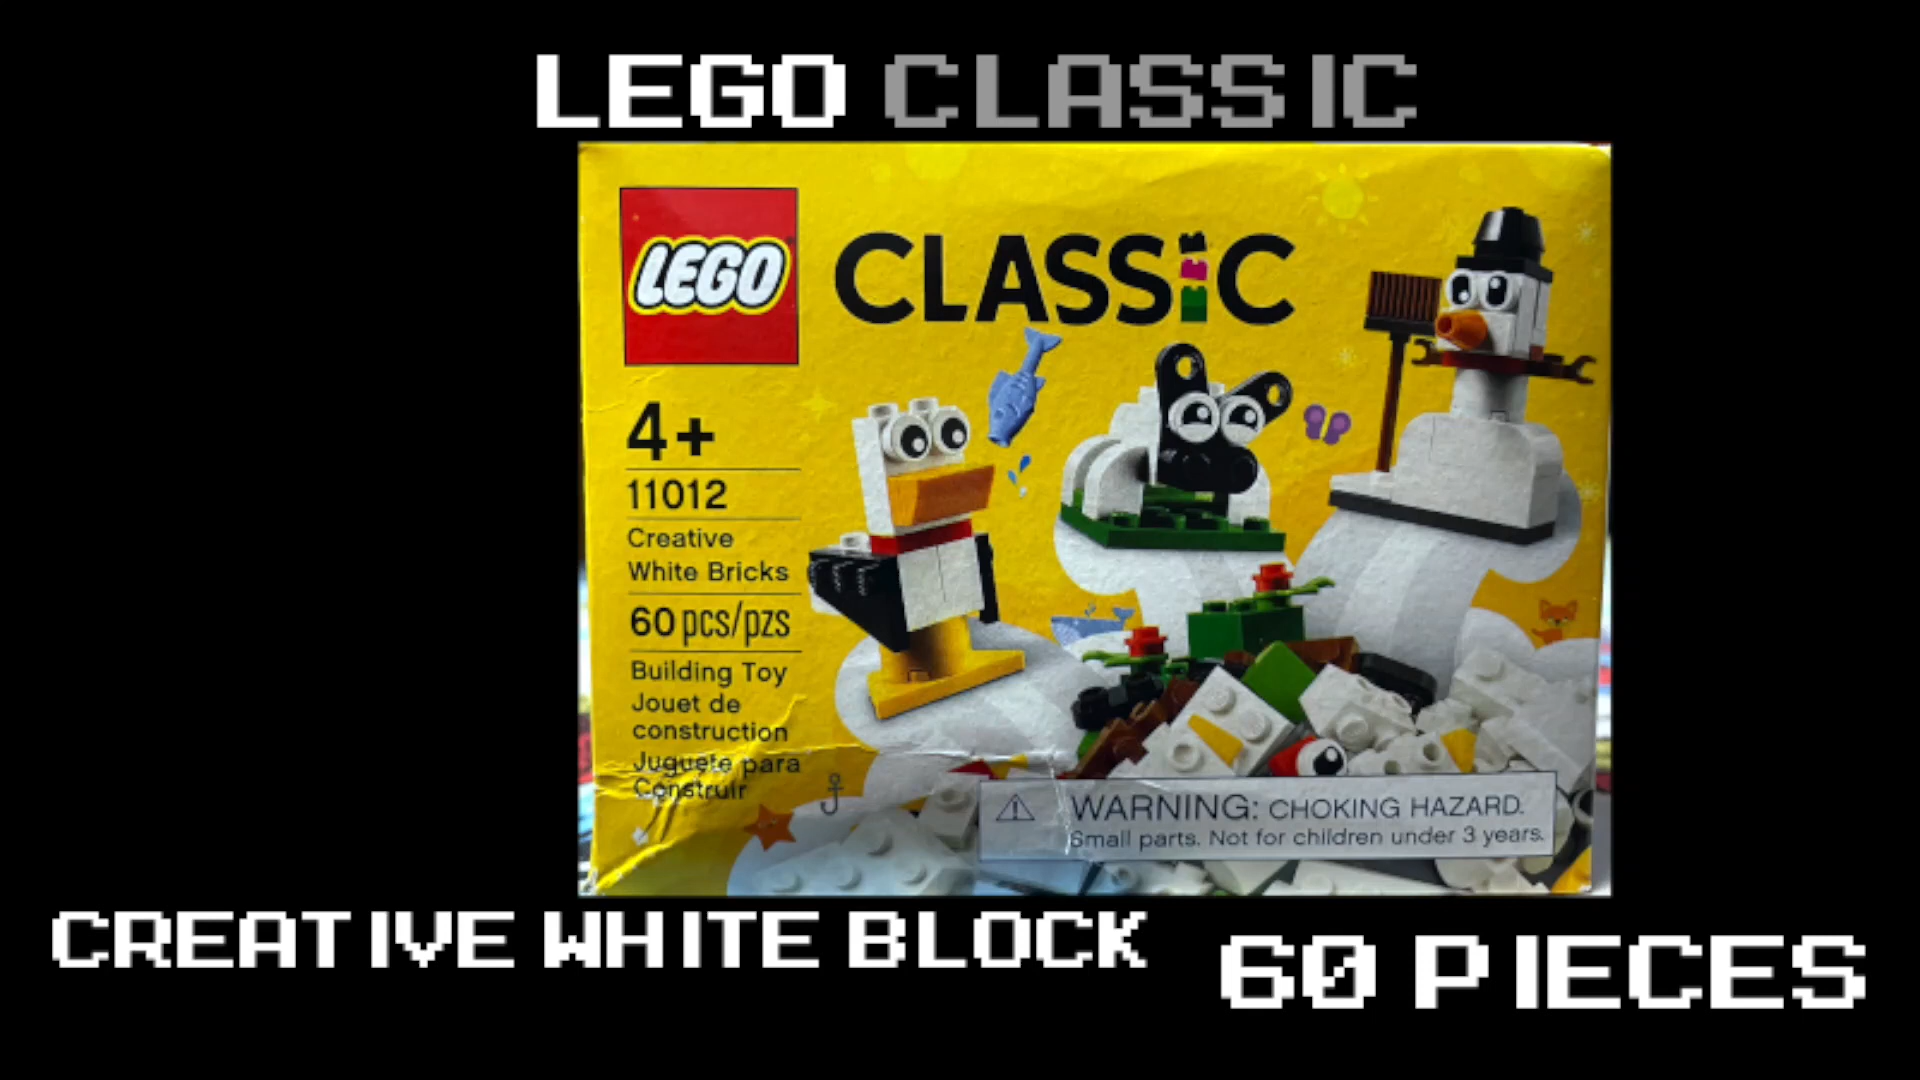 LEGO CLASSIC
LEGO
CLASSIC
4+
11012
Creative
White Bricks
60 pcs/pzs
Building Toy
Jouet de
construction
Juguete para
Construir
WARNING: CHOKING HAZARD.
Small parts. Not for children under 3 years.
CREATIVE WHITE BLOCK
60 PIECES